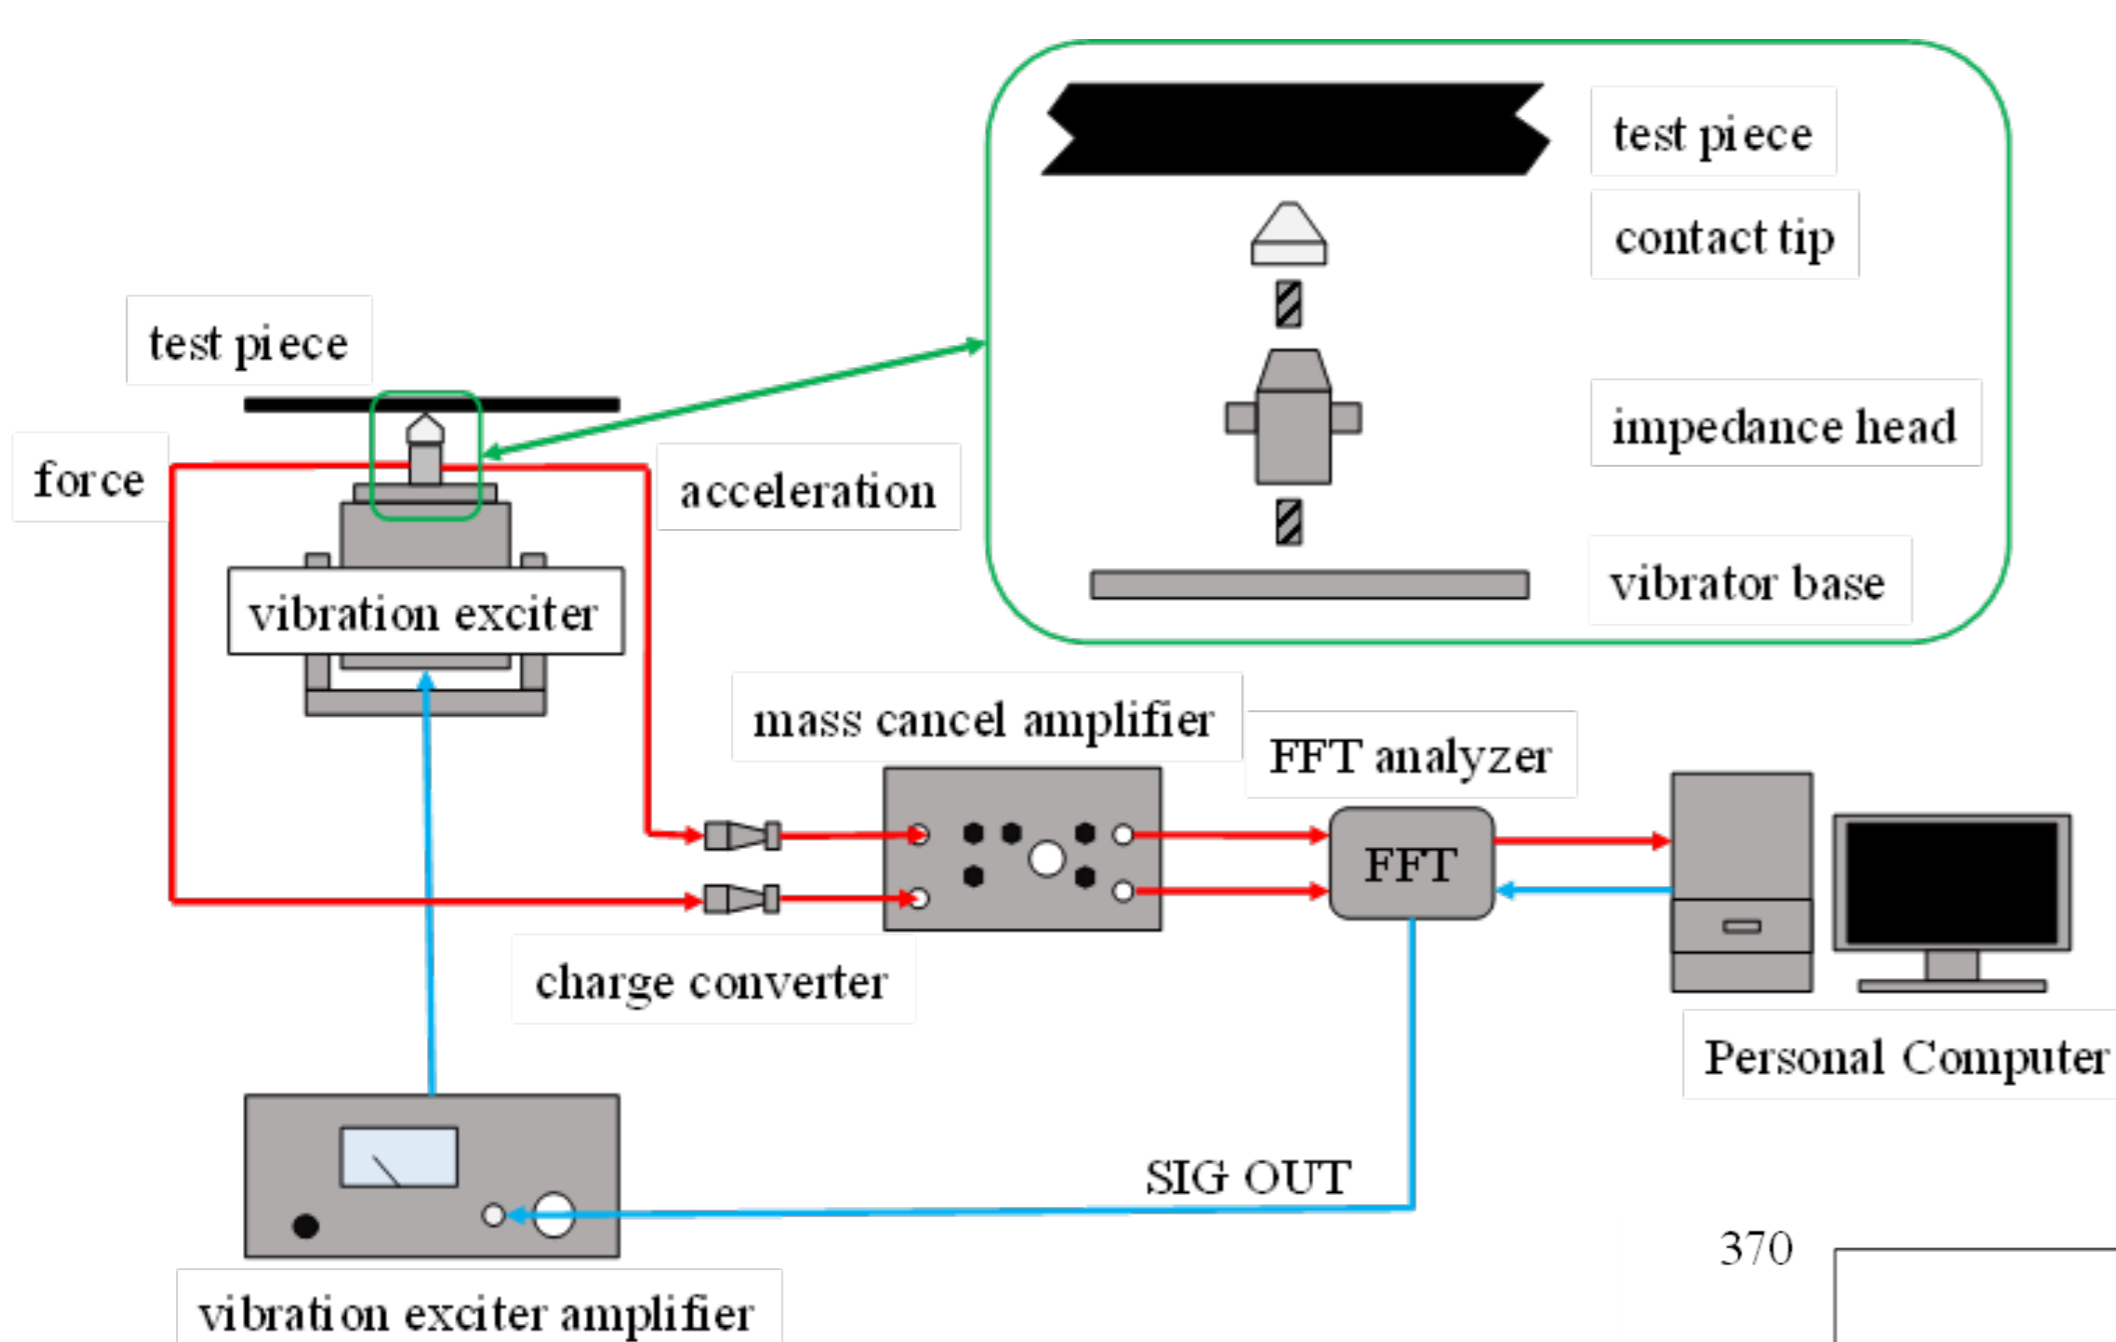 test piece
contact tip
impedance head
vibrator base
test piece
force
acceleration
vibration exciter
mass cancel amplifier
FFT analyzer
FFT
charge converter
Personal Computer
SIG OUT
vibration exciter amplifier
370